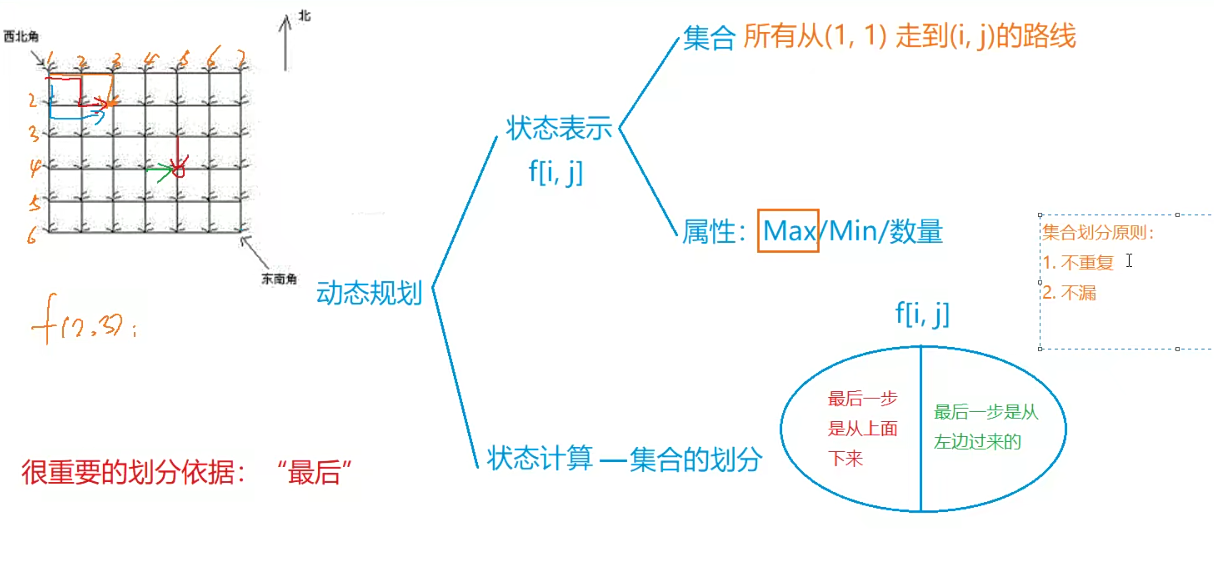 北
西北角
1 2 3 4 5 6 7
2
3
4
5
6
东南角
f(2,3):
很重要的划分依据：“最后”
动态规划
状态表示
f[i, j]
集合 所有从(1, 1) 走到(i, j)的路线
属性：Max/Min/数量
状态计算 — 集合的划分
f[i, j]
最后一步
是从上面
下来
最后一步是从
左边过来的
集合划分原则：
1. 不重复
2. 不漏